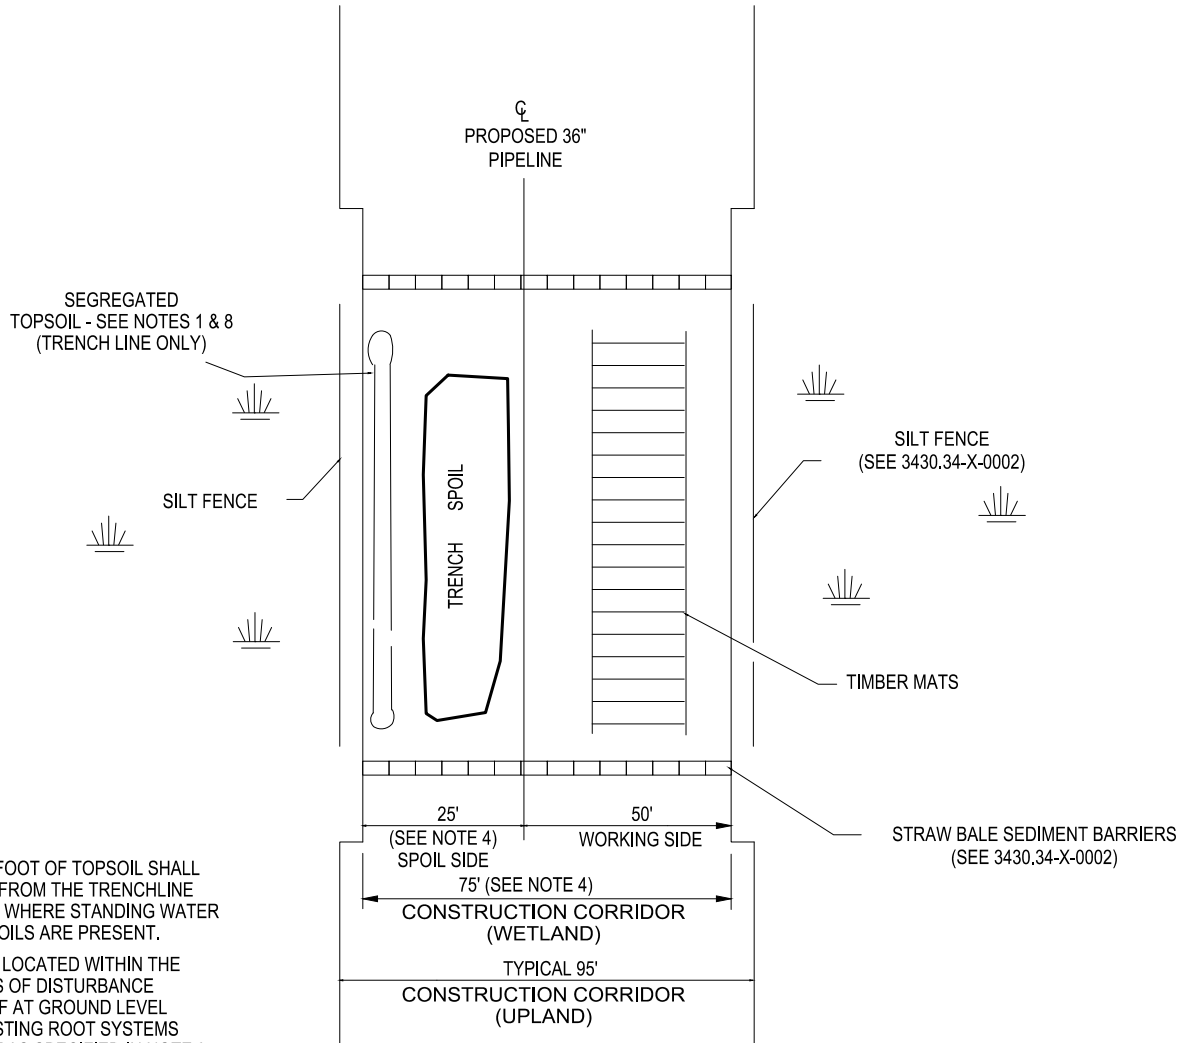 ℄
PROPOSED 36"
PIPELINE
SEGREGATED
TOPSOIL - SEE NOTES 1 & 8
(TRENCH LINE ONLY)
SILT FENCE
(SEE 3430.34-X-0002)
SILT FENCE
TRENCH SPOIL
TIMBER MATS
25'
(SEE NOTE 4)
SPOIL SIDE
50'
WORKING SIDE
STRAW BALE SEDIMENT BARRIERS
(SEE 3430.34-X-0002)
75' (SEE NOTE 4)
CONSTRUCTION CORRIDOR
(WETLAND)
TYPICAL 95'
CONSTRUCTION CORRIDOR
(UPLAND)
FOOT OF TOPSOIL SHALL
FROM THE TRENCHLINE
WHERE STANDING WATER
OILS ARE PRESENT.
LOCATED WITHIN THE
S OF DISTURBANCE
F AT GROUND LEVEL
STING ROOT SYSTEMS